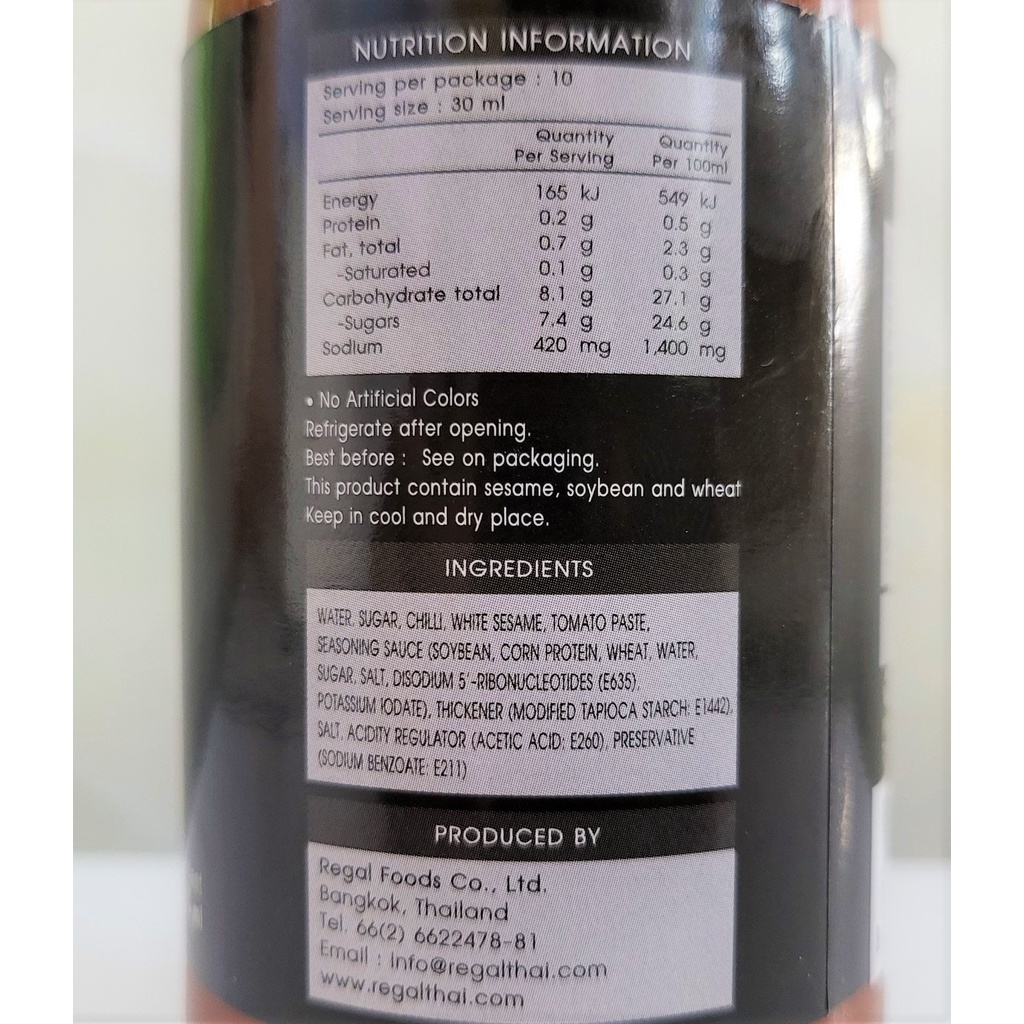 NUTRITION INFORMATION
Serving per package : 10
Serving size : 30 ml
Quantity Per Serving Quantity Per 100ml
Energy 165 kJ 549 kJ
Protein 0.2 g 0.5 g
Fat, total 0.7 g 2.3 g
-Saturated 0.1 g 0.3 g
Carbohydrate total 8.1 g 27.1 g
-Sugars 7.4 g 24.6 g
Sodium 420 mg 1,400 mg
• No Artificial Colors
Refrigerate after opening.
Best before : See on packaging.
This product contain sesame, soybean and wheat
Keep in cool and dry place.
INGREDIENTS
WATER, SUGAR, CHILLI, WHITE SESAME, TOMATO PASTE,
SEASONING SAUCE (SOYBEAN, CORN PROTEIN, WHEAT, WATER,
SUGAR, SALT, DISODIUM 5'-RIBONUCLEOTIDES (E635),
POTASSIUM IODATE), THICKENER (MODIFIED TAPIOCA STARCH: E1442),
SALT, ACIDITY REGULATOR (ACETIC ACID: E260), PRESERVATIVE
(SODIUM BENZOATE: E211)
PRODUCED BY
Regal Foods Co., Ltd.
Bangkok, Thailand
Tel. 66(2) 6622478-81
Email : info@regalthai.com
www.regalthai.com